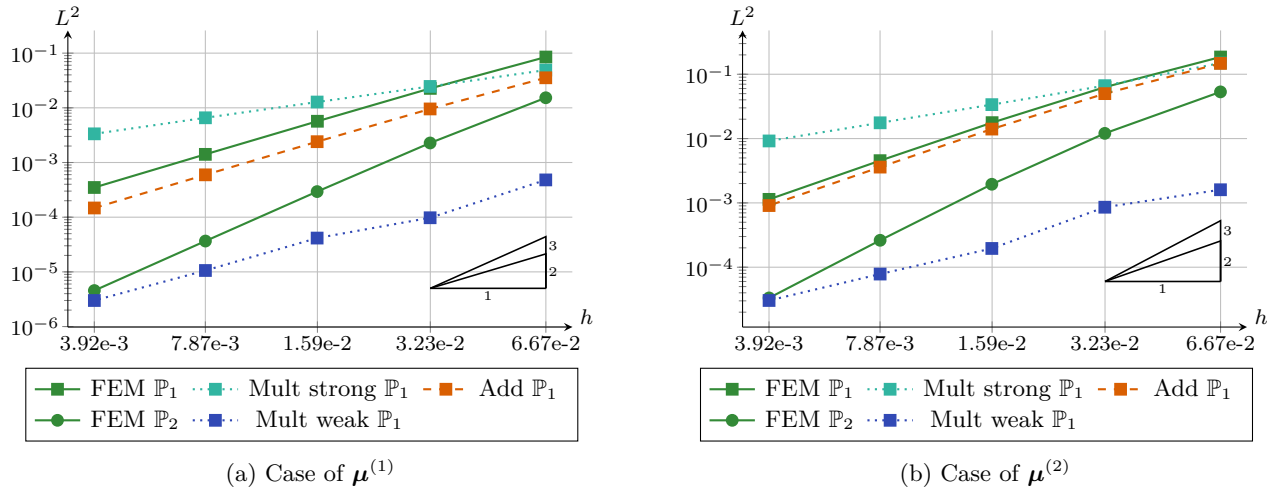 L²
10⁻¹
10⁻²
10⁻³
10⁻⁴
10⁻⁵
10⁻⁶
3
2
1
h
3.92e-3 7.87e-3 1.59e-2 3.23e-2 6.67e-2
FEM ℙ₁ Mult strong ℙ₁ Add ℙ₁
FEM ℙ₂ Mult weak ℙ₁
(a) Case of 𝝁⁽¹⁾
L²
10⁻¹
10⁻²
10⁻³
10⁻⁴
3
2
1
h
3.92e-3 7.87e-3 1.59e-2 3.23e-2 6.67e-2
FEM ℙ₁ Mult strong ℙ₁ Add ℙ₁
FEM ℙ₂ Mult weak ℙ₁
(b) Case of 𝝁⁽²⁾